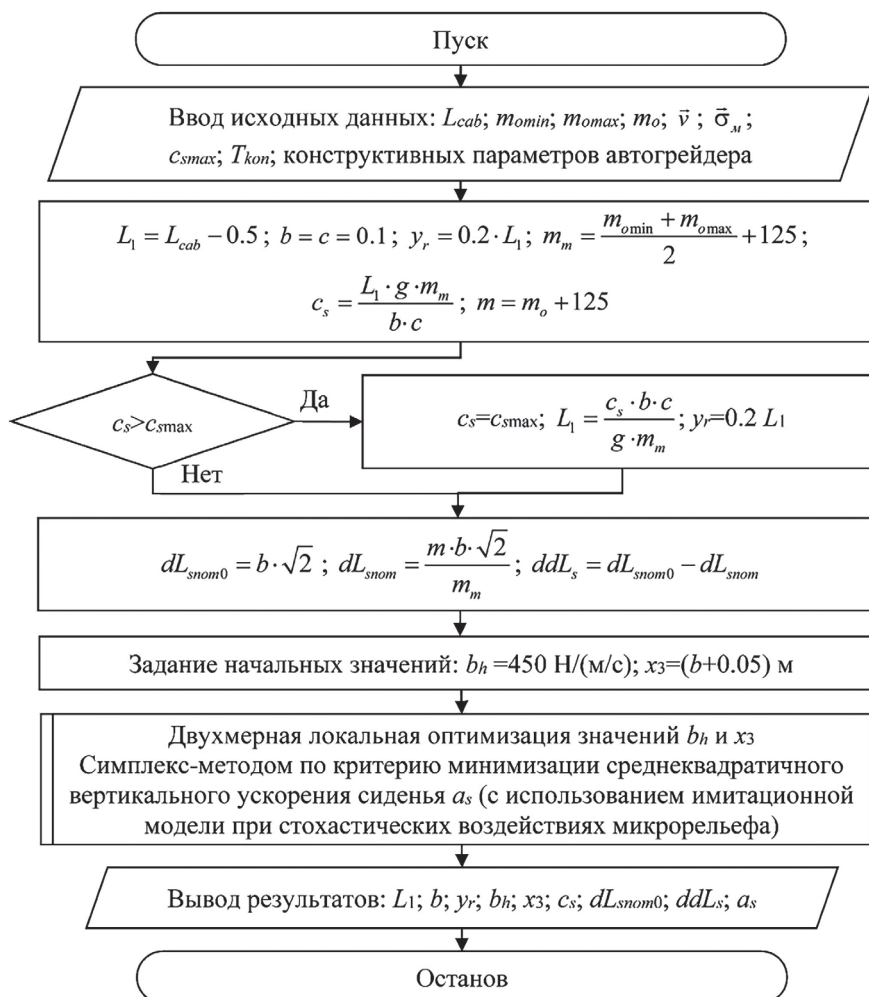 Пуск
Ввод исходных данных: L_cab; m_omin; m_omax; m_o; v⃗ ; σ⃗_м ;
c_smax; T_kon; конструктивных параметров автогрейдера
L₁ = L_cab − 0.5 ; b = c = 0.1 ; y_r = 0.2 · L₁ ; m_m = (m_omin + m_omax)/2 + 125 ;
c_s = (L₁ · g · m_m)/(b · c) ; m = m_o + 125
c_s>c_smax
Да
c_s=c_smax; L₁ = (c_s · b · c)/(g · m_m) ; y_r=0.2 L₁
Нет
dL_snom0 = b · √2 ; dL_snom = (m · b · √2)/m_m ; ddL_s = dL_snom0 − dL_snom
Задание начальных значений: b_h =450 Н/(м/с); x₃=(b+0.05) м
Двухмерная локальная оптимизация значений b_h и x₃
Симплекс-методом по критерию минимизации среднеквадратичного
вертикального ускорения сиденья a_s (с использованием имитационной
модели при стохастических воздействиях микрорельефа)
Вывод результатов: L₁; b; y_r; b_h; x₃; c_s; dL_snom0; ddL_s; a_s
Останов